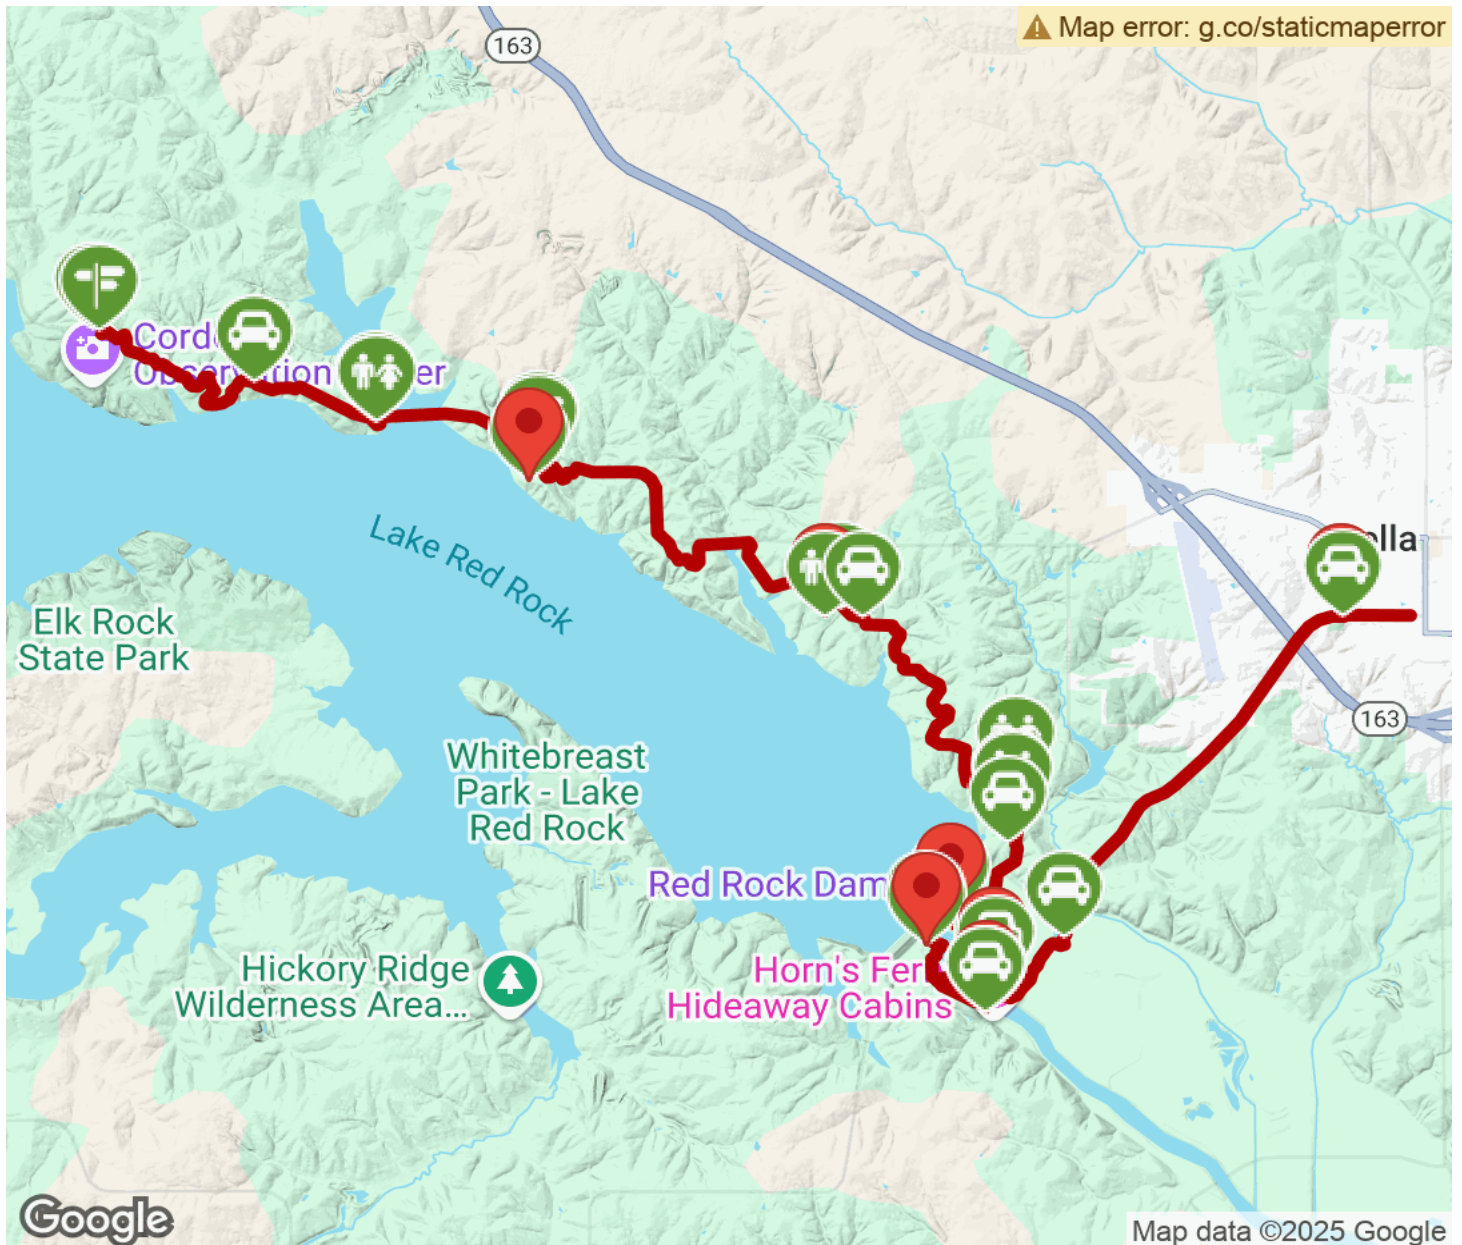 Map error: g.co/staticmaperror
163
Lake Red Rock
Elk Rock
State Park
163
Whitebreast
Park - Lake
Red Rock
Red Rock Dam
Hickory Ridge
Wilderness Area...
Hideaway Cabins
Google
Map data ©2025 Google